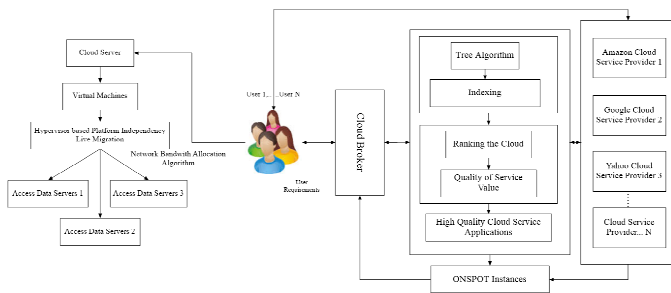 Cloud Server
Virtual Machines
Hypervisor based Platform Independency
Live Migration
Network Bandwith Allocation
Algorithm
Access Data Servers 1
Access Data Servers 3
Access Data Servers 2
User 1,... ..User N
User
Requirements
Cloud Broker
Tree Algorithm
Indexing
Ranking the Cloud
Quality of Service
Value
High Quality Cloud Service
Applications
ONSPOT Instances
Amazon Cloud
Service Provider 1
Google Cloud
Service Provider 2
Yahoo Cloud
Service Provider 3
Cloud Service
Provider... N